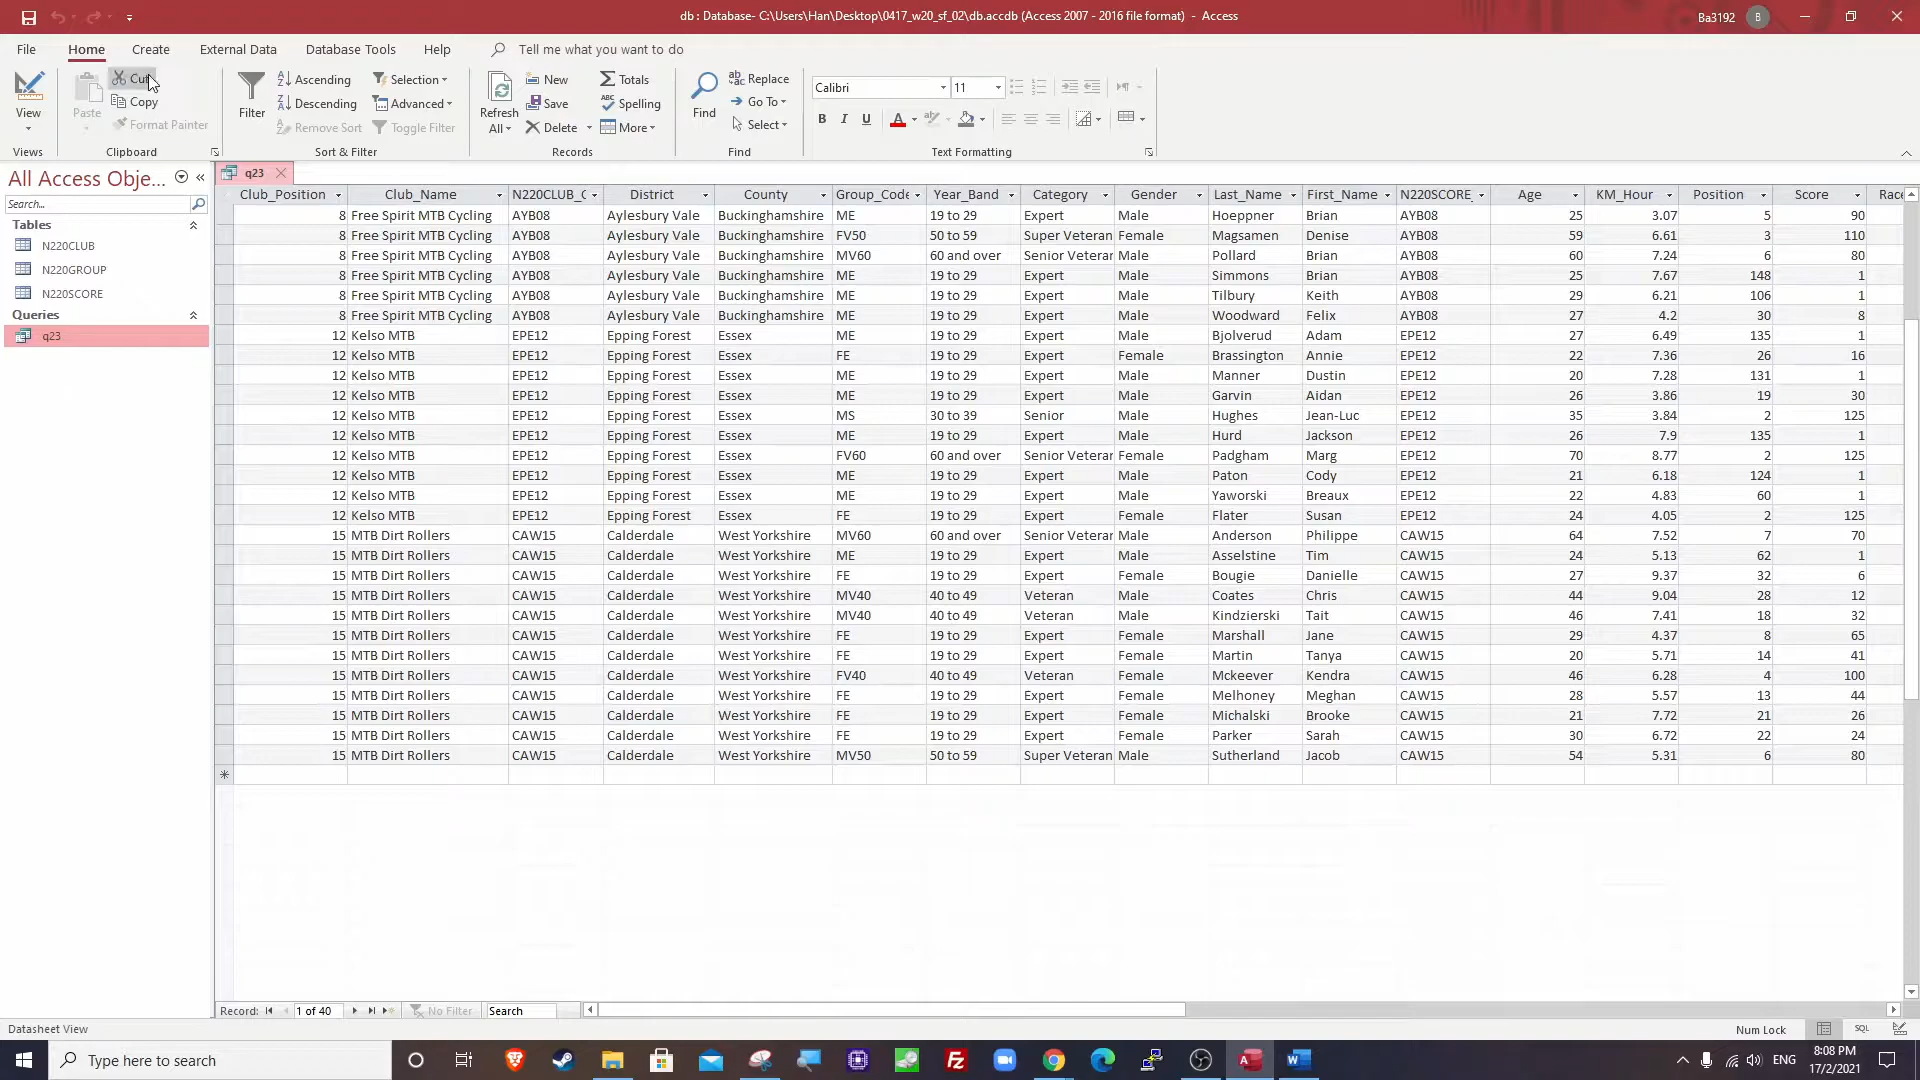 db : Database- C:\Users\Han\Desktop\0417_w20_sf_02\db.accdb (Access 2007 - 2016 file format) - Access
Ba3192 B
File Home Create External Data Database Tools Help Tell me what you want to do
View Paste Cut Copy Format Painter Filter Ascending Descending Remove Sort Selection Advanced Toggle Filter Refresh All New Save Delete Totals Spelling More Find Replace Go To Select Calibri 11 B I U A
Views Clipboard Sort & Filter Records Find Text Formatting
All Access Obje...
Search...
Tables
N220CLUB
N220GROUP
N220SCORE
Queries
q23
q23
Club_Position Club_Name N220CLUB_C District County Group_Code Year_Band Category Gender Last_Name First_Name N220SCORE_ Age KM_Hour Position Score Race
8 Free Spirit MTB Cycling AYB08 Aylesbury Vale Buckinghamshire ME 19 to 29 Expert Male Hoeppner Brian AYB08 25 3.07 5 90
8 Free Spirit MTB Cycling AYB08 Aylesbury Vale Buckinghamshire FV50 50 to 59 Super Veteran Female Magsamen Denise AYB08 59 6.61 3 110
8 Free Spirit MTB Cycling AYB08 Aylesbury Vale Buckinghamshire MV60 60 and over Senior Veteran Male Pollard Brian AYB08 60 7.24 6 80
8 Free Spirit MTB Cycling AYB08 Aylesbury Vale Buckinghamshire ME 19 to 29 Expert Male Simmons Brian AYB08 25 7.67 148 1
8 Free Spirit MTB Cycling AYB08 Aylesbury Vale Buckinghamshire ME 19 to 29 Expert Male Tilbury Keith AYB08 29 6.21 106 1
8 Free Spirit MTB Cycling AYB08 Aylesbury Vale Buckinghamshire ME 19 to 29 Expert Male Woodward Felix AYB08 27 4.2 30 8
12 Kelso MTB EPE12 Epping Forest Essex ME 19 to 29 Expert Male Bjolverud Adam EPE12 27 6.49 135 1
12 Kelso MTB EPE12 Epping Forest Essex FE 19 to 29 Expert Female Brassington Annie EPE12 22 7.36 26 16
12 Kelso MTB EPE12 Epping Forest Essex ME 19 to 29 Expert Male Manner Dustin EPE12 20 7.28 131 1
12 Kelso MTB EPE12 Epping Forest Essex ME 19 to 29 Expert Male Garvin Aidan EPE12 26 3.86 19 30
12 Kelso MTB EPE12 Epping Forest Essex MS 30 to 39 Senior Male Hughes Jean-Luc EPE12 35 3.84 2 125
12 Kelso MTB EPE12 Epping Forest Essex ME 19 to 29 Expert Male Hurd Jackson EPE12 26 7.9 135 1
12 Kelso MTB EPE12 Epping Forest Essex FV60 60 and over Senior Veteran Female Padgham Marg EPE12 70 8.77 2 125
12 Kelso MTB EPE12 Epping Forest Essex ME 19 to 29 Expert Male Paton Cody EPE12 21 6.18 124 1
12 Kelso MTB EPE12 Epping Forest Essex ME 19 to 29 Expert Male Yaworski Breaux EPE12 22 4.83 60 1
12 Kelso MTB EPE12 Epping Forest Essex FE 19 to 29 Expert Female Flater Susan EPE12 24 4.05 2 125
15 MTB Dirt Rollers CAW15 Calderdale West Yorkshire MV60 60 and over Senior Veteran Male Anderson Philippe CAW15 64 7.52 7 70
15 MTB Dirt Rollers CAW15 Calderdale West Yorkshire ME 19 to 29 Expert Male Asselstine Tim CAW15 24 5.13 62 1
15 MTB Dirt Rollers CAW15 Calderdale West Yorkshire FE 19 to 29 Expert Female Bougie Danielle CAW15 27 9.37 32 6
15 MTB Dirt Rollers CAW15 Calderdale West Yorkshire MV40 40 to 49 Veteran Male Coates Chris CAW15 44 9.04 28 12
15 MTB Dirt Rollers CAW15 Calderdale West Yorkshire MV40 40 to 49 Veteran Male Kindzierski Tait CAW15 46 7.41 18 32
15 MTB Dirt Rollers CAW15 Calderdale West Yorkshire FE 19 to 29 Expert Female Marshall Jane CAW15 29 4.37 8 65
15 MTB Dirt Rollers CAW15 Calderdale West Yorkshire FE 19 to 29 Expert Female Martin Tanya CAW15 20 5.71 14 41
15 MTB Dirt Rollers CAW15 Calderdale West Yorkshire FV40 40 to 49 Veteran Female Mckeever Kendra CAW15 46 6.28 4 100
15 MTB Dirt Rollers CAW15 Calderdale West Yorkshire FE 19 to 29 Expert Female Melhoney Meghan CAW15 28 5.57 13 44
15 MTB Dirt Rollers CAW15 Calderdale West Yorkshire FE 19 to 29 Expert Female Michalski Brooke CAW15 21 7.72 21 26
15 MTB Dirt Rollers CAW15 Calderdale West Yorkshire FE 19 to 29 Expert Female Parker Sarah CAW15 30 6.72 22 24
15 MTB Dirt Rollers CAW15 Calderdale West Yorkshire MV50 50 to 59 Super Veteran Male Sutherland Jacob CAW15 54 5.31 6 80
Record: 1 of 40 No Filter Search
Datasheet View Num Lock SQL
Type here to search ENG 8:08 PM
17/2/2021